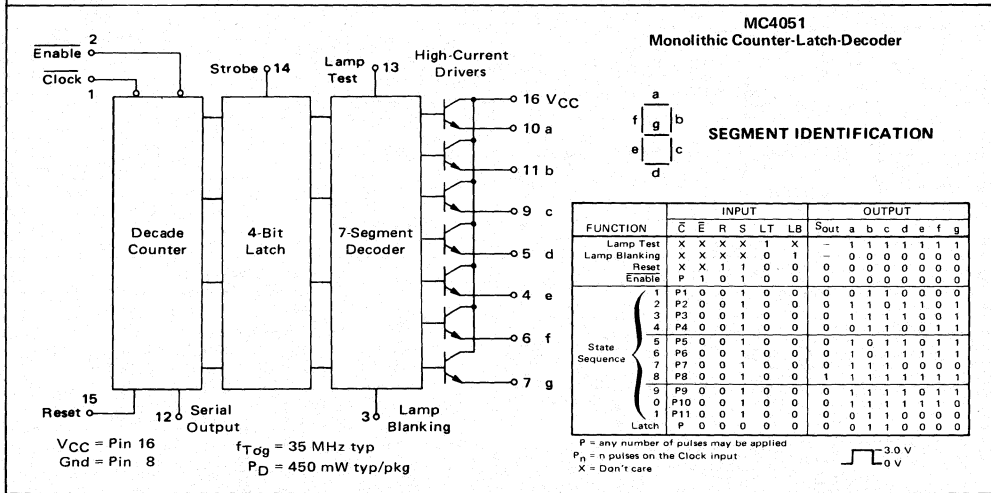 MC4051
Monolithic Counter-Latch-Decoder
Enable 2
Clock
1
Strobe 14
Lamp Test 13
High-Current Drivers
16 VCC
10 a
11 b
9 c
5 d
4 e
6 f
7 g
Decade Counter
4-Bit Latch
7-Segment Decoder
15
Reset
12 Serial Output
3 Lamp Blanking
VCC = Pin 16
Gnd = Pin 8
fTog = 35 MHz typ
PD = 450 mW typ/pkg
a
f g b
e c
d
SEGMENT IDENTIFICATION
INPUT OUTPUT
FUNCTION C̅ E̅ R S LT LB Sout a b c d e f g
Lamp Test X X X X 1 X – 1 1 1 1 1 1 1
Lamp Blanking X X X X 0 1 – 0 0 0 0 0 0 0
Reset X X 1 1 0 0 0 0 0 0 0 0 0 0
Enable P 1 0 1 0 0 0 0 0 0 0 0 0 0
State Sequence
1 P1 0 0 1 0 0 0 0 1 1 0 0 0 0
2 P2 0 0 1 0 0 0 1 1 0 1 1 0 1
3 P3 0 0 1 0 0 0 1 1 1 1 0 0 1
4 P4 0 0 1 0 0 0 0 1 1 0 0 1 1
5 P5 0 0 1 0 0 0 1 0 1 1 0 1 1
6 P6 0 0 1 0 0 0 1 0 1 1 1 1 1
7 P7 0 0 1 0 0 0 1 1 1 0 0 0 0
8 P8 0 0 1 0 0 1 1 1 1 1 1 1 1
9 P9 0 0 1 0 0 0 1 1 1 1 0 1 1
0 P10 0 0 1 0 0 0 1 1 1 1 1 1 0
1 P11 0 0 1 0 0 0 0 1 1 0 0 0 0
Latch P 0 0 0 0 0 0 0 1 1 0 0 0 0
P = any number of pulses may be applied
Pn = n pulses on the Clock input
X = Don't care
3.0 V
0 V